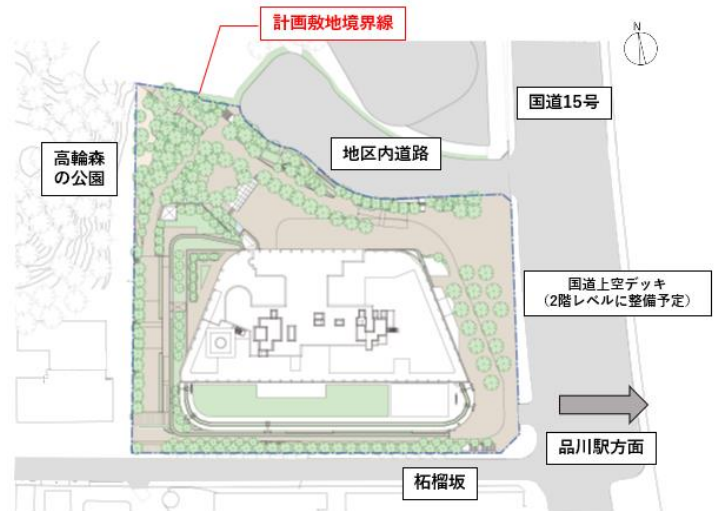 計画敷地境界線
N
国道15号
高輪森
の公園
地区内道路
国道上空デッキ
（2階レベルに整備予定）
品川駅方面
柘榴坂